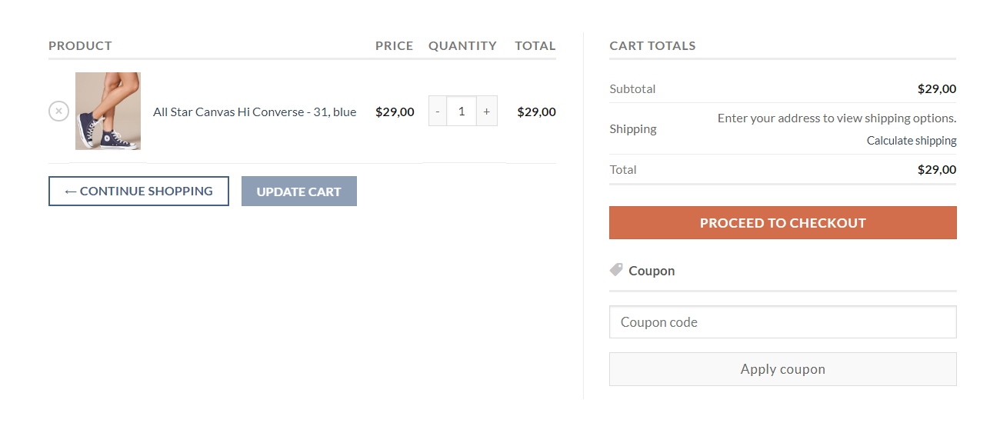 PRODUCT PRICE QUANTITY TOTAL
× All Star Canvas Hi Converse - 31, blue $29,00 - 1 + $29,00
← CONTINUE SHOPPING UPDATE CART
CART TOTALS
Subtotal $29,00
Shipping Enter your address to view shipping options.
Calculate shipping
Total $29,00
PROCEED TO CHECKOUT
Coupon
Coupon code
Apply coupon